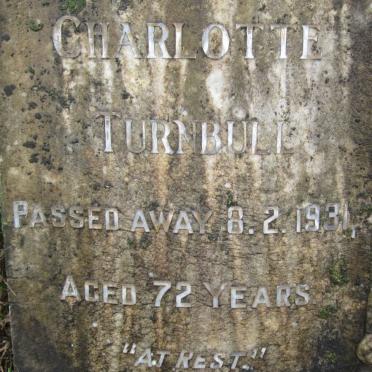 CHARLOTTE
TURNBULL
PASSED AWAY 8.2.1931,
AGED 72 YEARS
"AT REST."